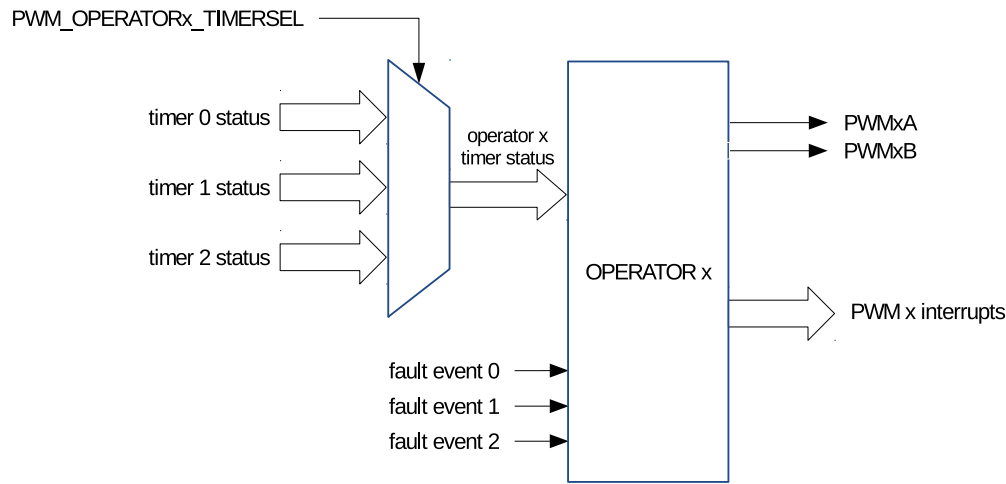 PWM_OPERATORx_TIMERSEL
timer 0 status
timer 1 status
timer 2 status
operator x
timer status
OPERATOR x
PWMxA
PWMxB
PWM x interrupts
fault event 0
fault event 1
fault event 2